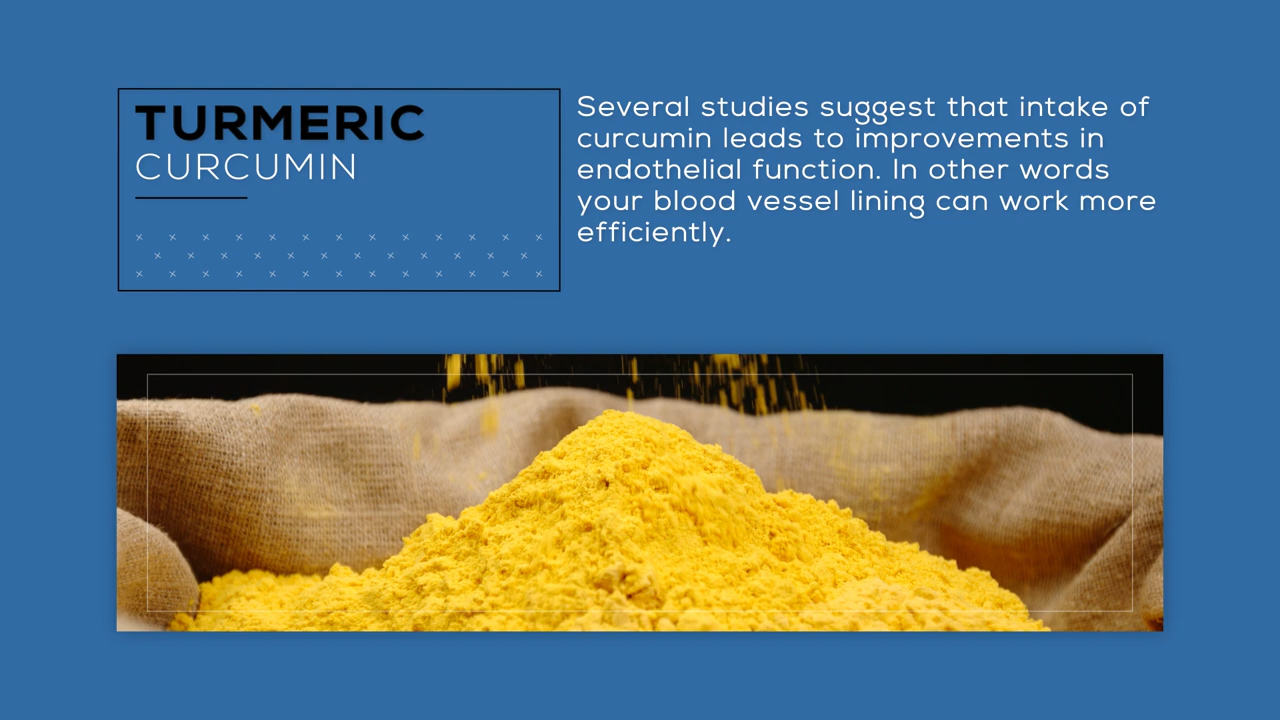 TURMERIC
CURCUMIN
Several studies suggest that intake of
curcumin leads to improvements in
endothelial function. In other words
your blood vessel lining can work more
efficiently.